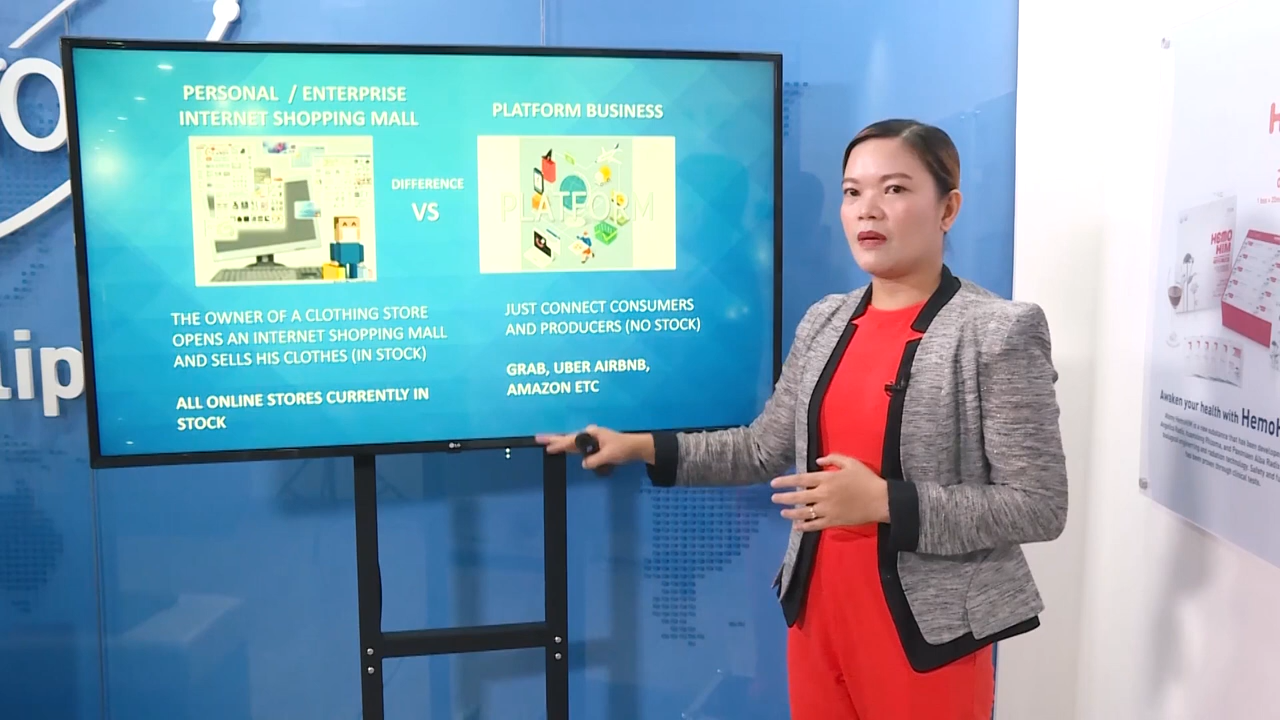 PERSONAL / ENTERPRISE
INTERNET SHOPPING MALL
DIFFERENCE
VS
PLATFORM BUSINESS
PLATFORM
THE OWNER OF A CLOTHING STORE
OPENS AN INTERNET SHOPPING MALL
AND SELLS HIS CLOTHES (IN STOCK)
ALL ONLINE STORES CURRENTLY IN
STOCK
JUST CONNECT CONSUMERS
AND PRODUCERS (NO STOCK)
GRAB, UBER AIRBNB,
AMAZON ETC
LG
lip
HEMO
HIM
Awaken your health with